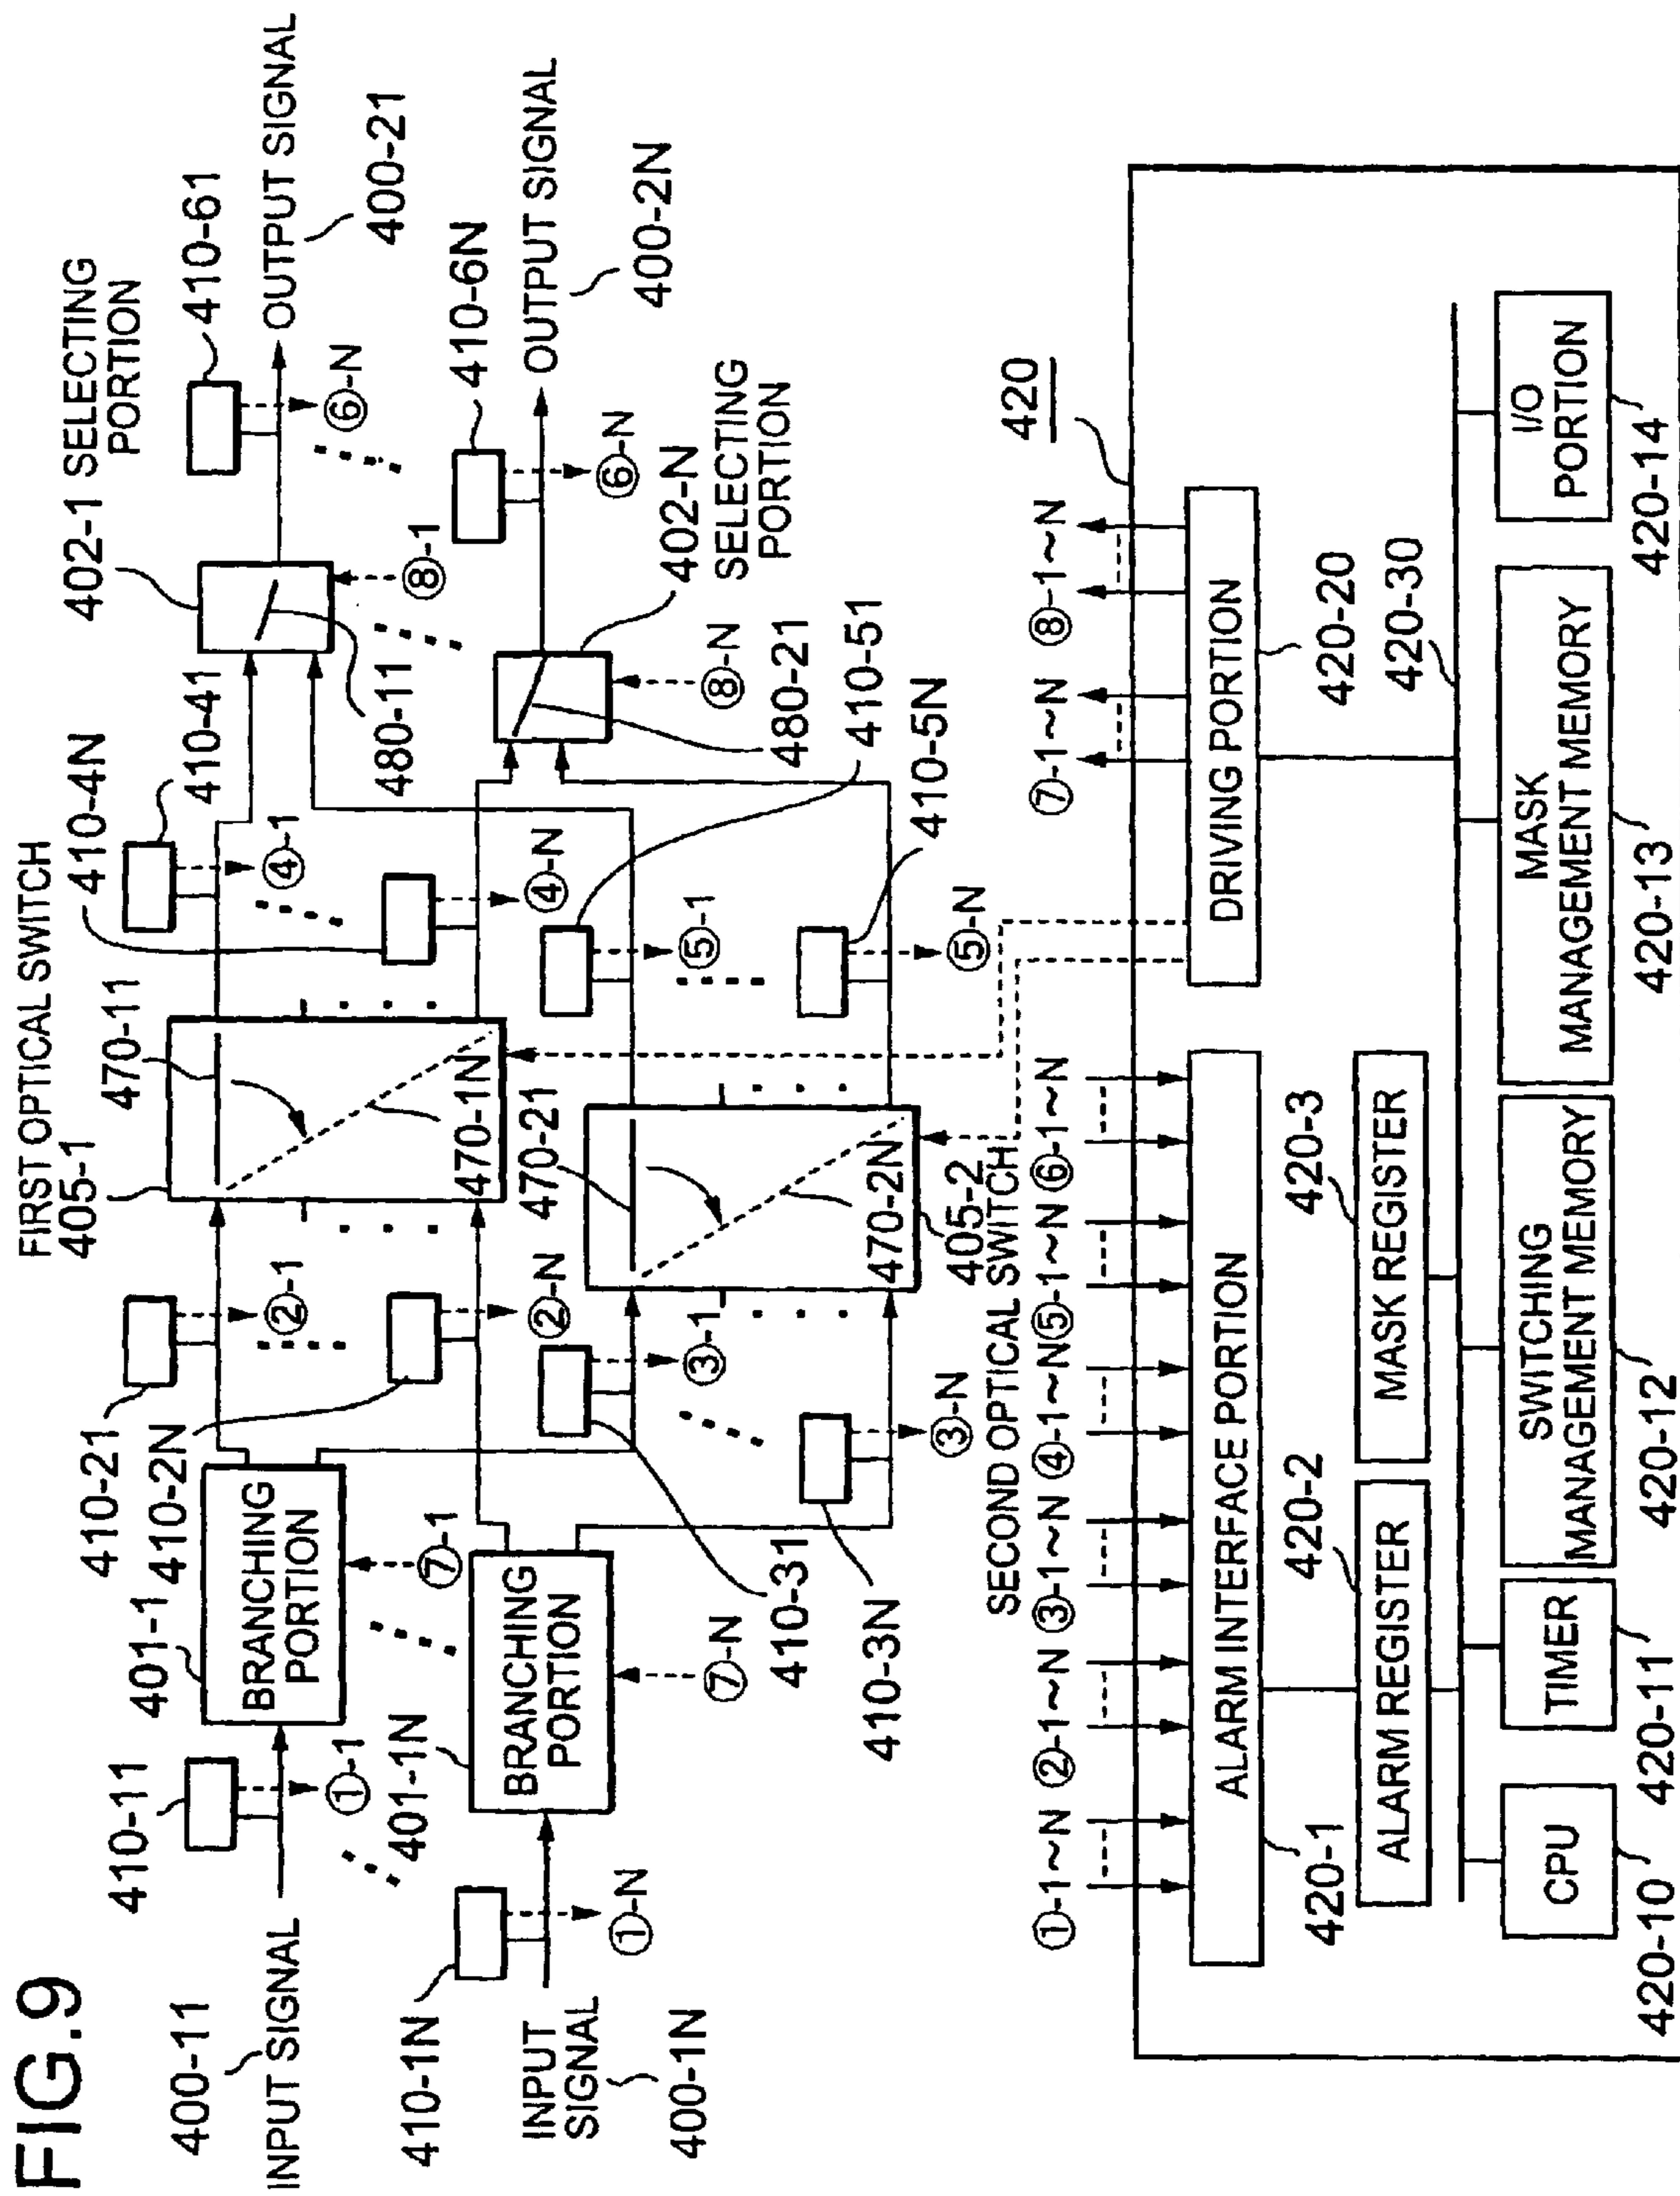 FIG.9
400-11
INPUT SIGNAL
410-11
①-1
401-1
BRANCHING
PORTION
⑦-1
410-21
②-1
410-2N
②-N
FIRST OPTICAL SWITCH
405-1
470-11
470-1N
410-4N
410-41
④-1
④-N
402-1 SELECTING
PORTION
480-11
⑧-1
410-61
⑥-N
OUTPUT SIGNAL
400-21
410-1N
INPUT
SIGNAL
400-1N
①-N
401-1N
BRANCHING
PORTION
⑦-N
410-31
③-1
410-3N
③-N
470-21
470-2N
405-2
SECOND OPTICAL SWITCH
⑤-1
410-51
410-5N
⑤-N
480-21
⑧-N
402-N
SELECTING
PORTION
410-6N
⑥-N
OUTPUT SIGNAL
400-2N
420
①-1~N ②-1~N ③-1~N ④-1~N ⑤-1~N ⑥-1~N
⑦-1~N ⑧-1~N
ALARM INTERFACE PORTION
420-1
DRIVING PORTION
420-20
420-2
ALARM REGISTER
420-3
MASK REGISTER
420-30
CPU
420-10
TIMER
420-11
SWITCHING
MANAGEMENT MEMORY
420-12
MASK
MANAGEMENT MEMORY
420-13
I/O
PORTION
420-14